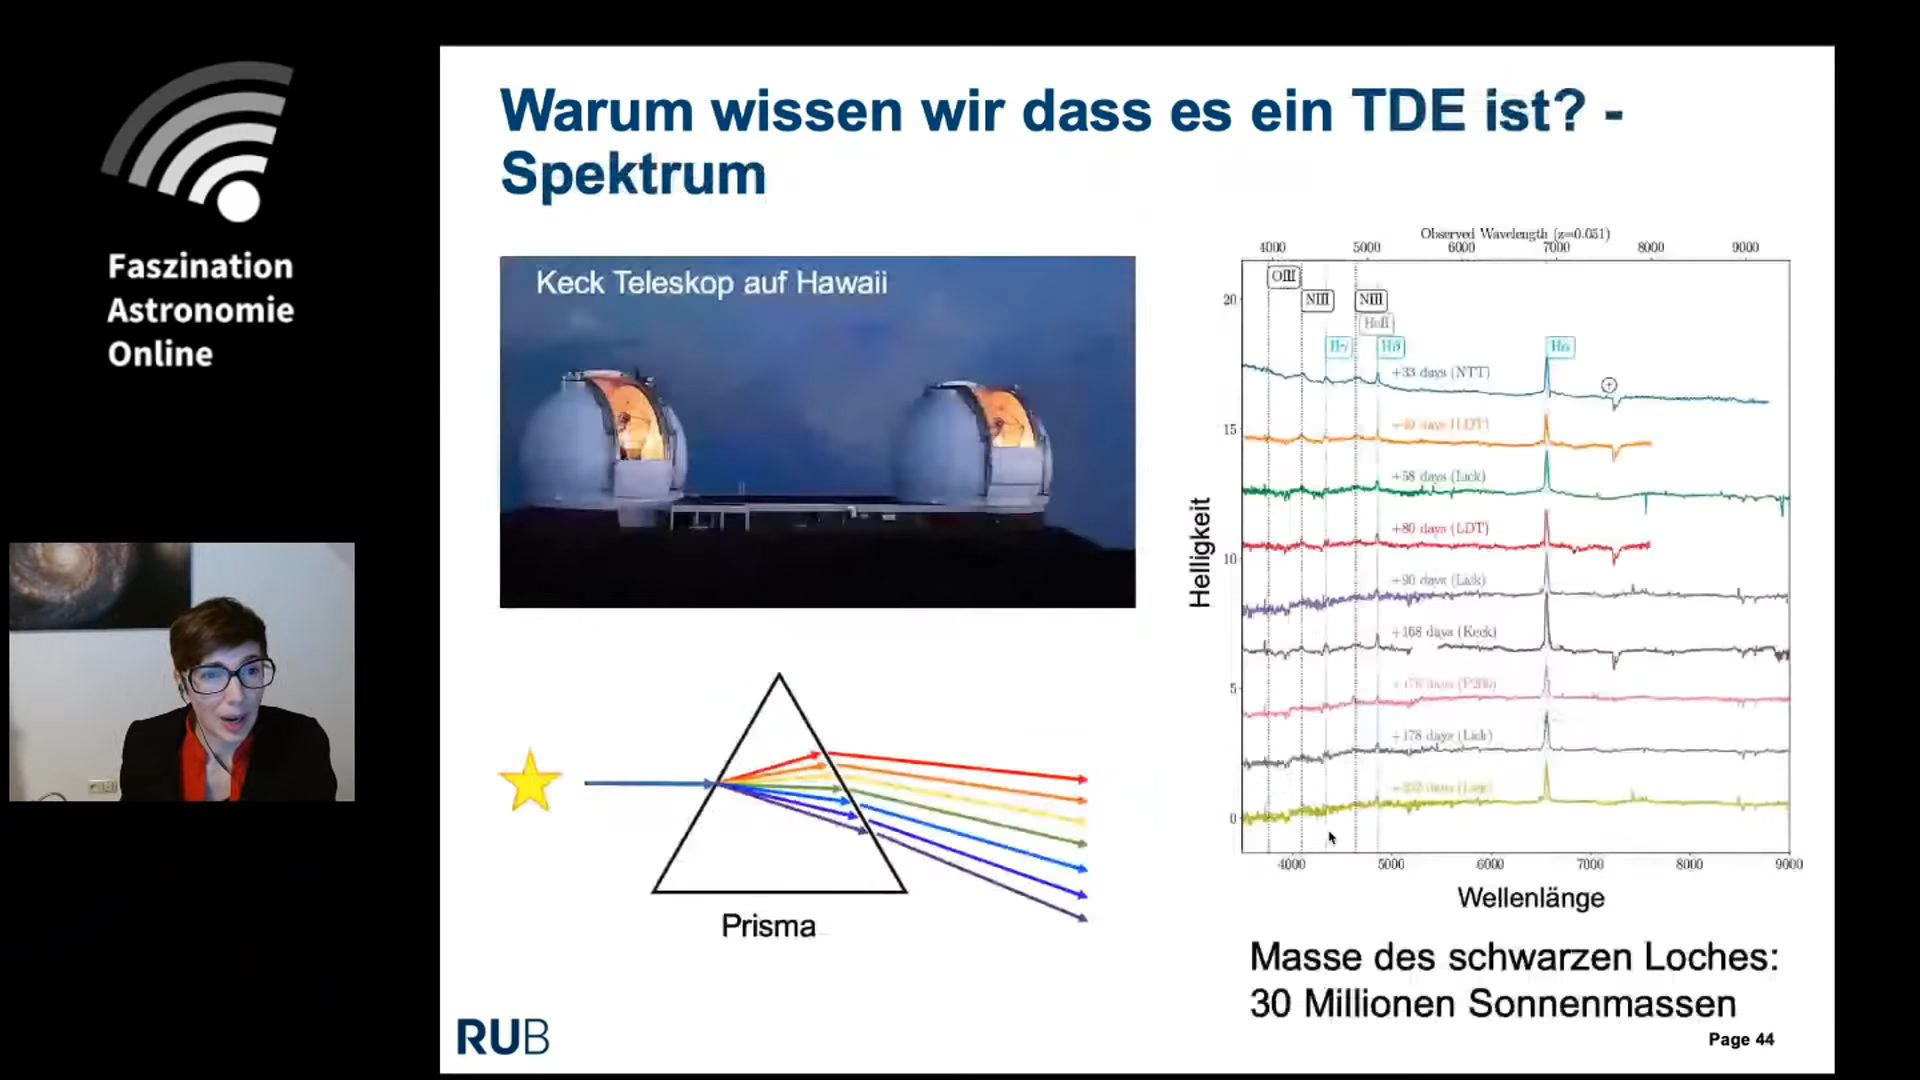 Faszination
Astronomie
Online
Warum wissen wir dass es ein TDE ist? -
Spektrum
Keck Teleskop auf Hawaii
Prisma
Observed Wavelength (z=0.051)
4000 5000 6000 7000 8000 9000
OIII
NIII NIII
HeII
Hγ Hβ Hα
20
+33 days (NTT)
15
+58 days (Lick)
+80 days (LDT)
10
+90 days (Lick)
+168 days (Keck)
5
+178 days (Lick)
0
4000 5000 6000 7000 8000 9000
Helligkeit
Wellenlänge
Masse des schwarzen Loches:
30 Millionen Sonnenmassen
RUB
Page 44